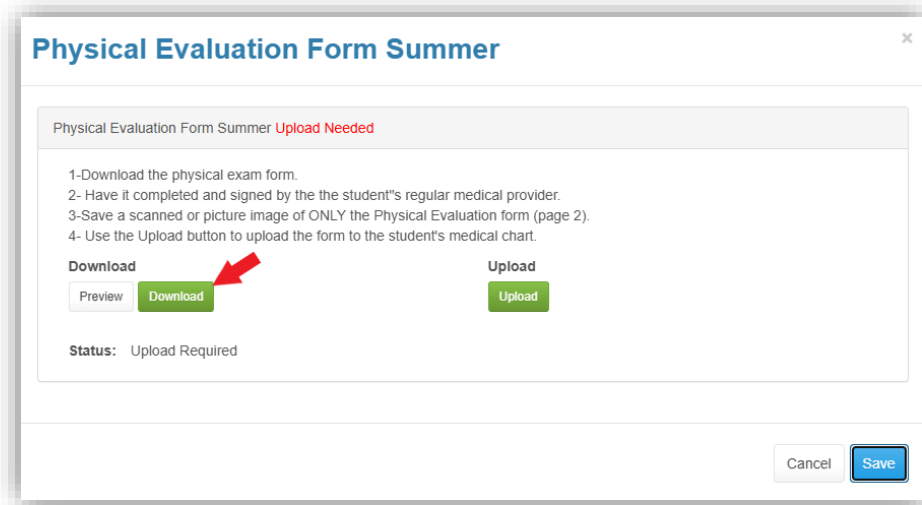 Physical Evaluation Form Summer
×
Physical Evaluation Form Summer Upload Needed
1-Download the physical exam form.
2- Have it completed and signed by the the student"s regular medical provider.
3-Save a scanned or picture image of ONLY the Physical Evaluation form (page 2).
4- Use the Upload button to upload the form to the student's medical chart.
Download Upload
Preview Download Upload
Status: Upload Required
Cancel Save